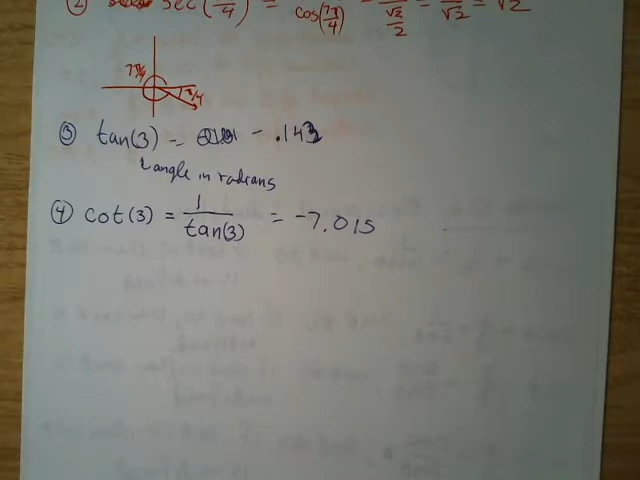 ② sec(7π/4) = 1/cos(7π/4) = 1/(√2/2) = 2/√2 = √2
7π/4
π/4
③ tan(3) = - .143
angle in radians
④ cot(3) = 1/tan(3) = -7.015